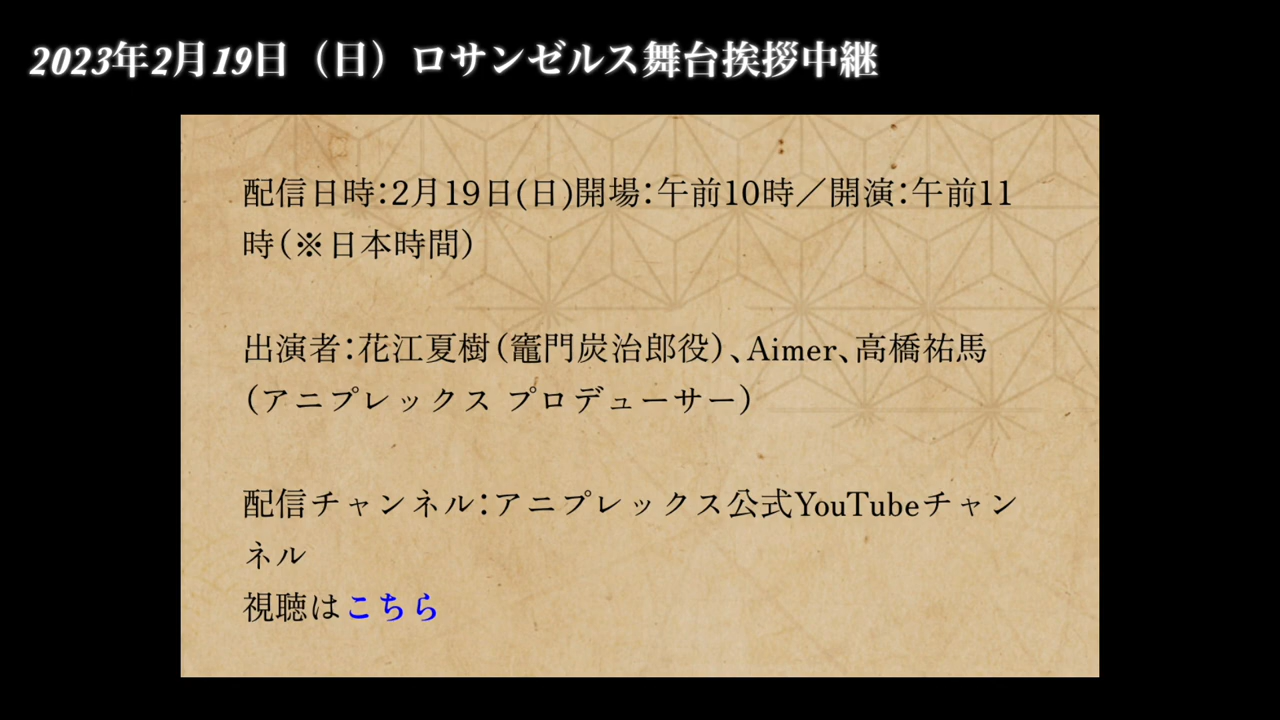 2023年2月19日（日）ロサンゼルス舞台挨拶中継
配信日時：2月19日(日)開場：午前10時／開演：午前11
時（※日本時間）
出演者：花江夏樹（竈門炭治郎役）、Aimer、高橋祐馬
（アニプレックス プロデューサー）
配信チャンネル：アニプレックス公式YouTubeチャン
ネル
視聴はこちら